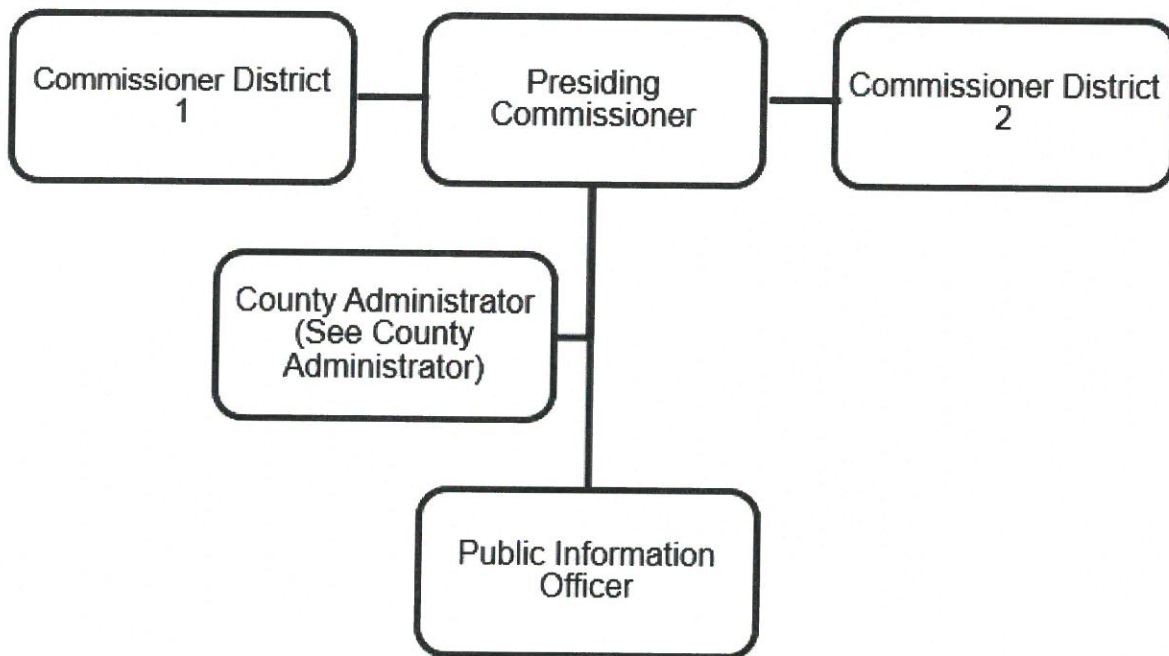 Commissioner District
1
Presiding
Commissioner
Commissioner District
2
County Administrator
(See County
Administrator)
Public Information
Officer